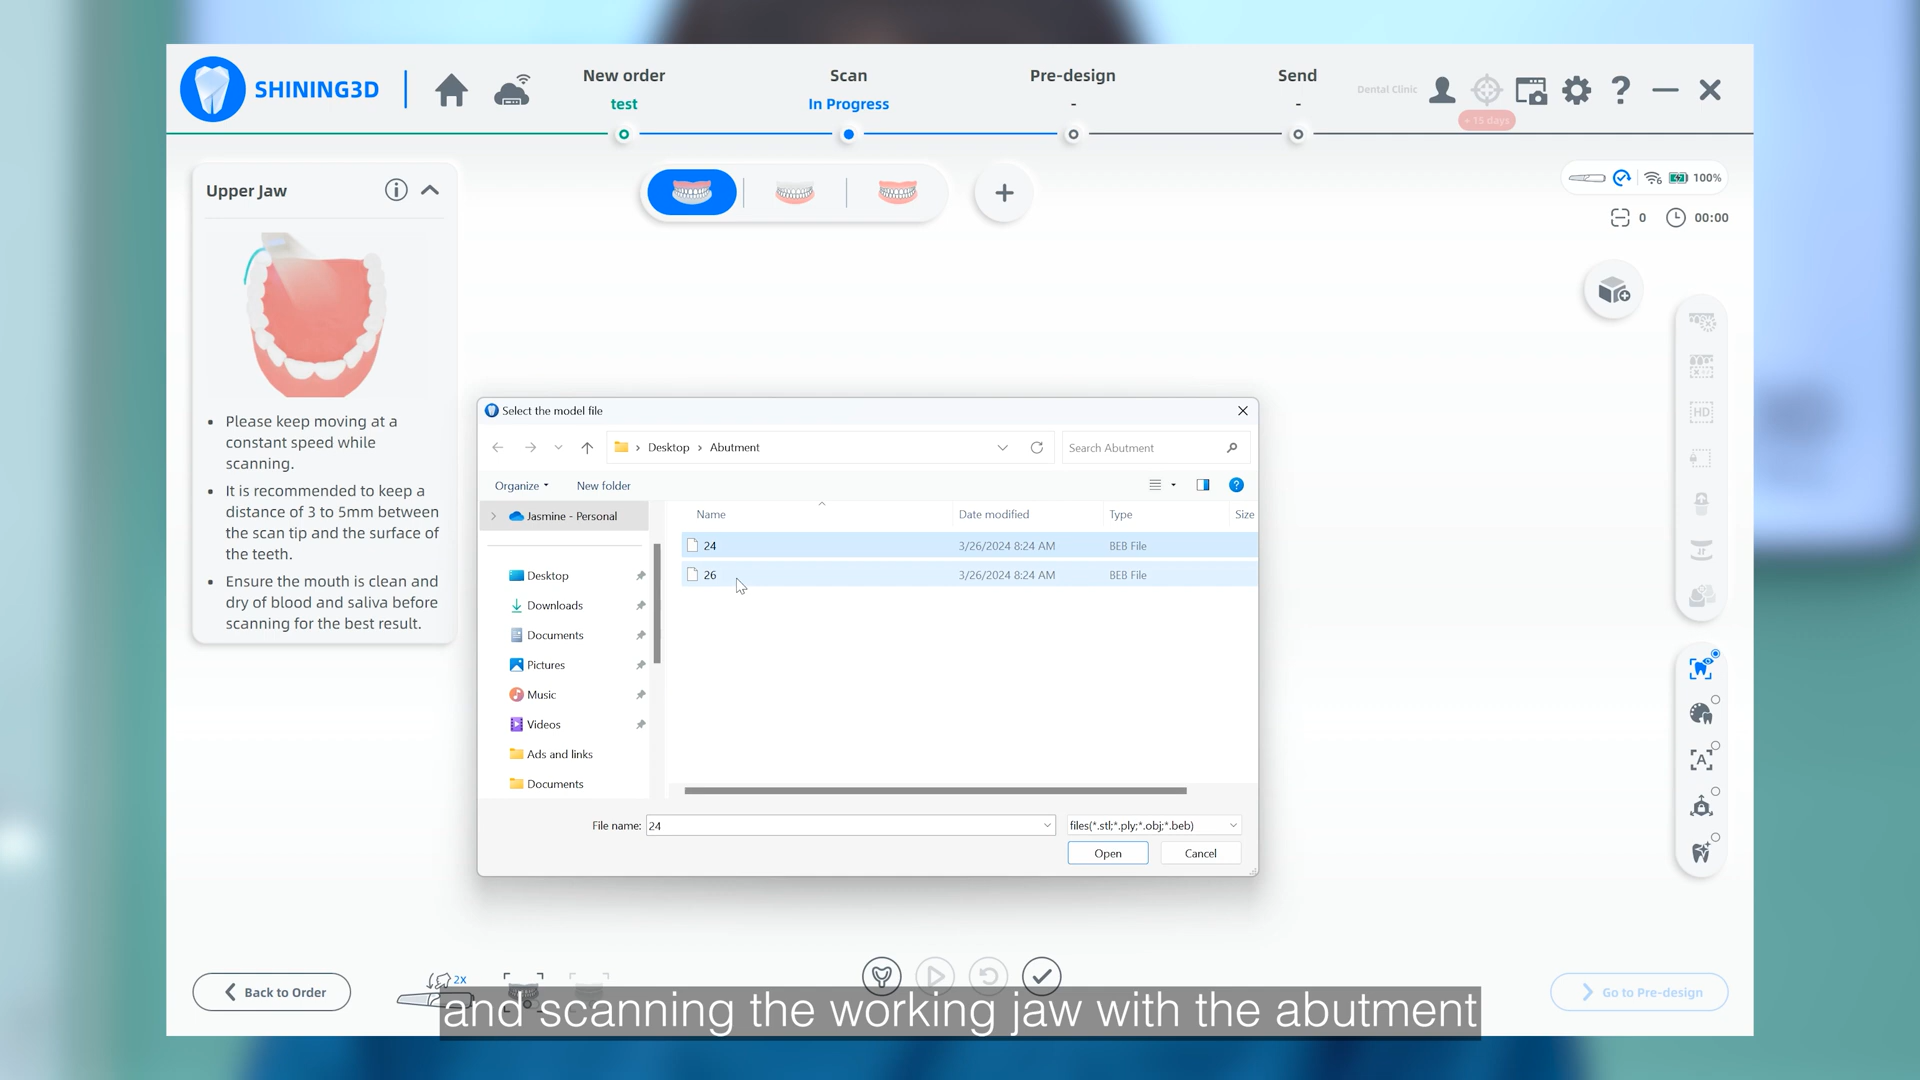 SHINING3D
New order
test
Scan
In Progress
Pre-design
-
Send
-
Dental Clinic
< 15 days
Upper Jaw
100%
0
00:00
Please keep moving at a
constant speed while
scanning.
It is recommended to keep a
distance of 3 to 5mm between
the scan tip and the surface of
the teeth.
Ensure the mouth is clean and
dry of blood and saliva before
scanning for the best result.
HD
A
Select the model file
Desktop > Abutment
Search Abutment
Organize
New folder
Jasmine - Personal
Desktop
Downloads
Documents
Pictures
Music
Videos
Ads and links
Documents
Name Date modified Type Size
24 3/26/2024 8:24 AM BEB File
26 3/26/2024 8:24 AM BEB File
File name: 24
files(*.stl;*.ply;*.obj;*.beb)
Open
Cancel
Back to Order
2X
Go to Pre-design
and scanning the working jaw with the abutment